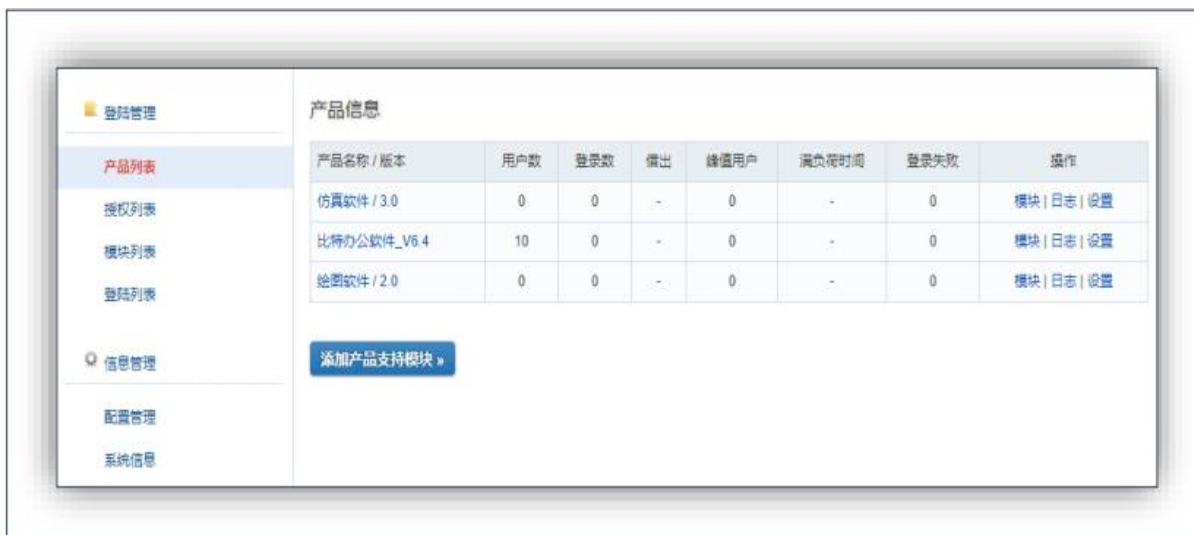 登陆管理
产品列表
授权列表
模块列表
登陆列表
信息管理
配置管理
系统信息
产品信息
产品名称 / 版本 用户数 登录数 借出 峰值用户 满负荷时间 登录失败 操作
仿真软件 / 3.0 0 0 - 0 - 0 模块 | 日志 | 设置
比特办公软件_V6.4 10 0 - 0 - 0 模块 | 日志 | 设置
绘图软件 / 2.0 0 0 - 0 - 0 模块 | 日志 | 设置
添加产品支持模块 »